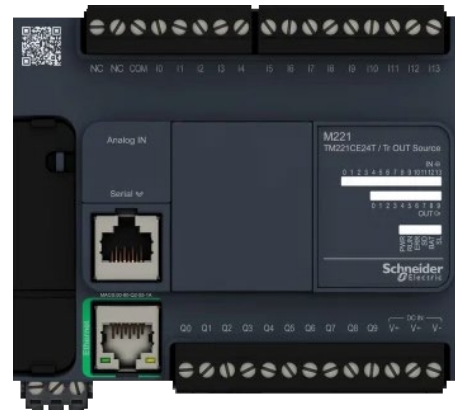 NC NC COM I0 I1 I2 I3 I4 I5 I6 I7 I8 I9 I10 I11 I12 I13
Analog IN
Serial
M221
TM221CE24T / Tr OUT Source
IN
0 1 2 3 4 5 6 7 8 9 10 11 12 13
0 1 2 3 4 5 6 7 8 9
OUT
PWR
RUN
ERR
SD
BAT
SL
Schneider
Electric
Ethernet
DC IN
Q0 Q1 Q2 Q3 Q4 Q5 Q6 Q7 Q8 Q9 V+ V+ V-